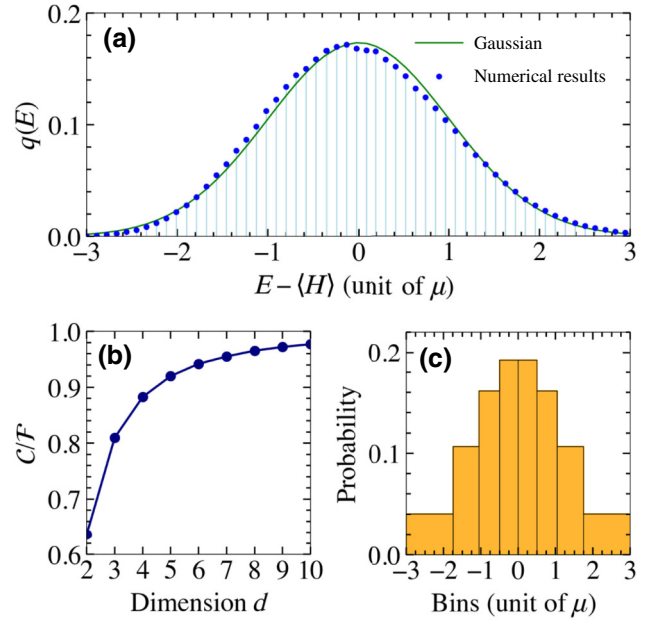 (a)
Gaussian
Numerical results
q(E)
0.2
0.1
0.0
−3 −2 −1 0 1 2 3
E − ⟨H⟩ (unit of μ)
(b)
C/F
1.0
0.9
0.8
0.7
0.6
2 3 4 5 6 7 8 9 10
Dimension d
(c)
Probability
0.2
0.1
0.0
−3 −2 −1 0 1 2 3
Bins (unit of μ)